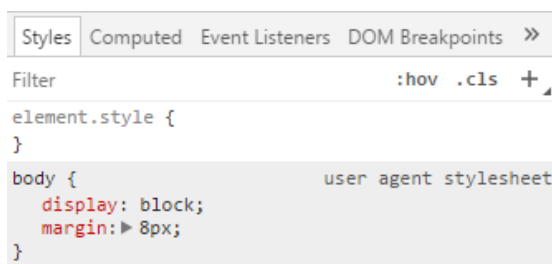 Styles Computed Event Listeners DOM Breakpoints »
Filter :hov .cls +
element.style {
}
body { user agent stylesheet
display: block;
margin:▶ 8px;
}